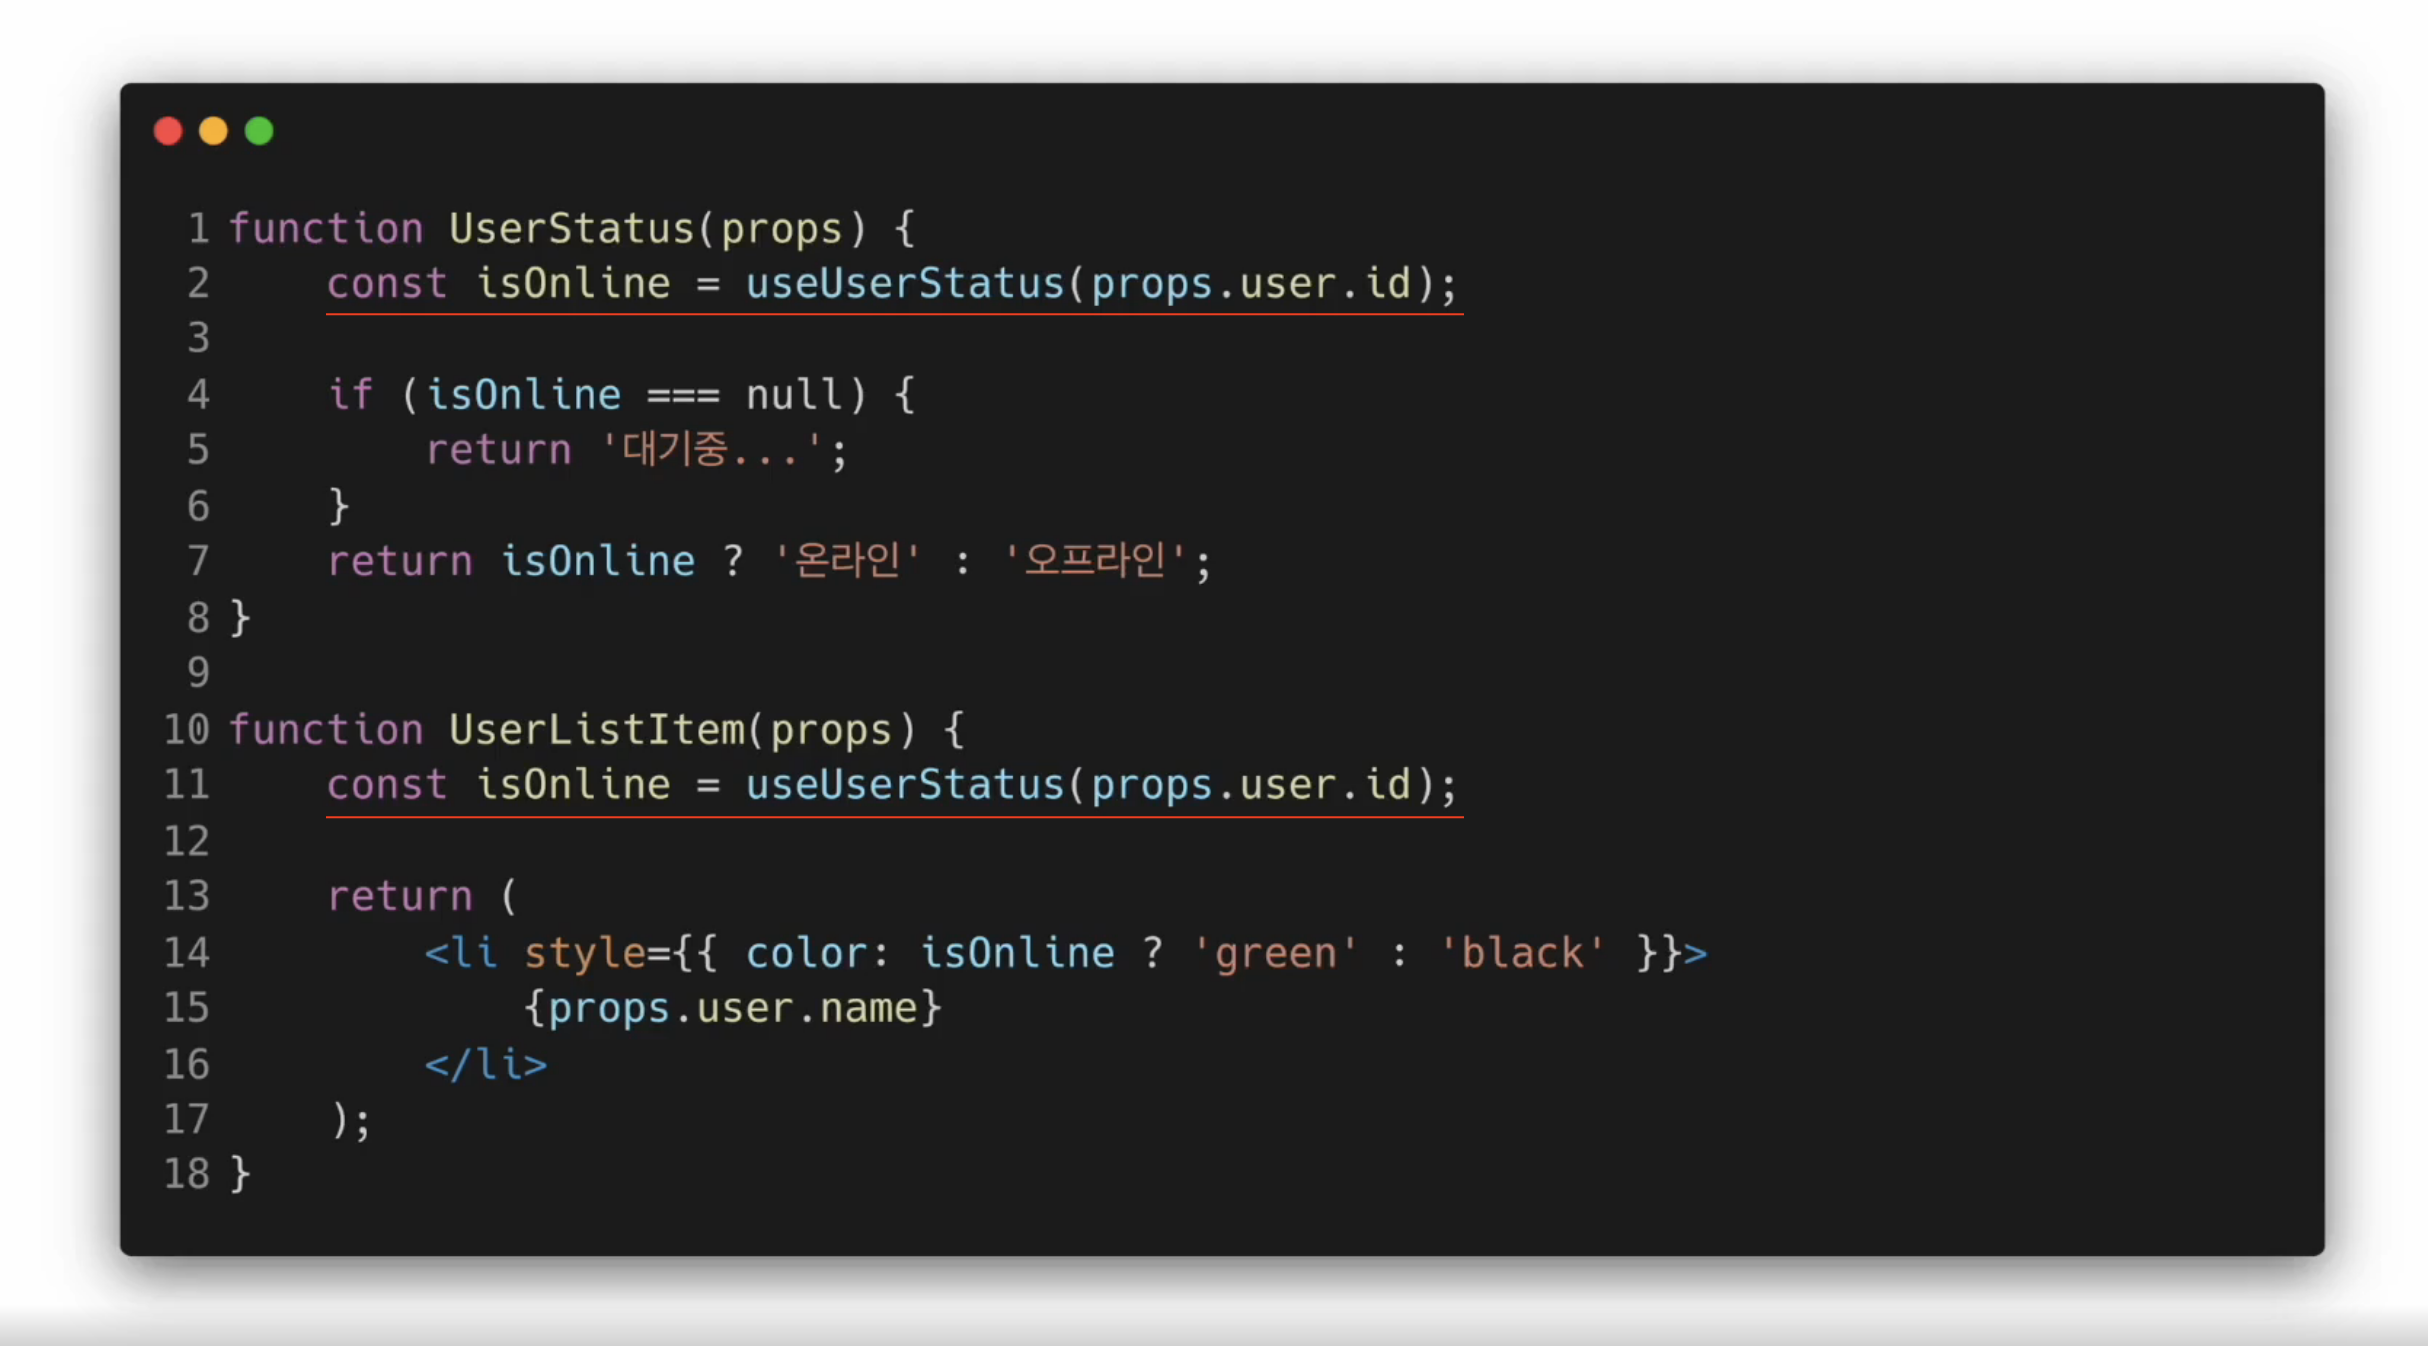 1 function UserStatus(props) {
2     const isOnline = useUserStatus(props.user.id);
3
4     if (isOnline === null) {
5         return '대기중...';
6     }
7     return isOnline ? '온라인' : '오프라인';
8 }
9
10 function UserListItem(props) {
11     const isOnline = useUserStatus(props.user.id);
12
13     return (
14         <li style={{ color: isOnline ? 'green' : 'black' }}>
15             {props.user.name}
16         </li>
17     );
18 }